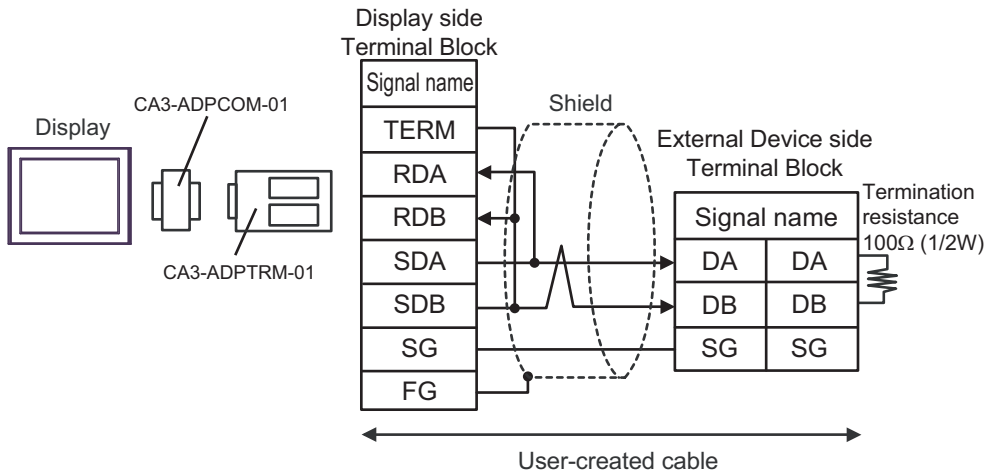 Display side
Terminal Block
Signal name
CA3-ADPCOM-01
Shield
Display
TERM
External Device side
Terminal Block
RDA
Termination
resistance
100Ω (1/2W)
RDB
Signal name
SDA
DA DA
CA3-ADPTRM-01
SDB
DB DB
SG
SG SG
FG
User-created cable